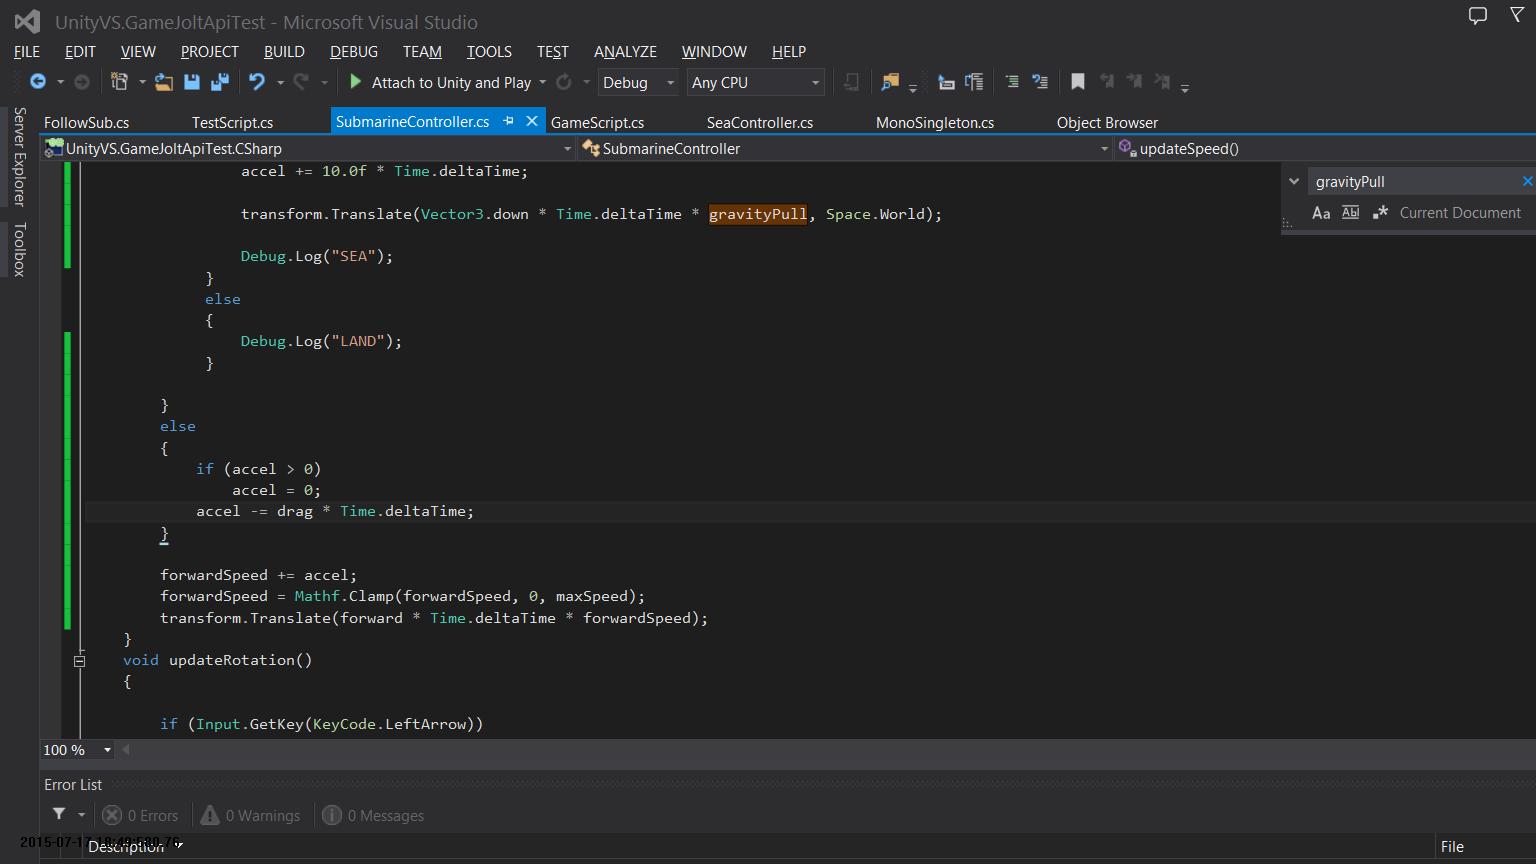 UnityVS.GameJoltApiTest - Microsoft Visual Studio
FILE EDIT VIEW PROJECT BUILD DEBUG TEAM TOOLS TEST ANALYZE WINDOW HELP
Attach to Unity and Play Debug Any CPU
Server Explorer
Toolbox
FollowSub.cs TestScript.cs SubmarineController.cs GameScript.cs SeaController.cs MonoSingleton.cs Object Browser
UnityVS.GameJoltApiTest.CSharp SubmarineController updateSpeed()
gravityPull
Aa Abl .* Current Document
accel += 10.0f * Time.deltaTime;
transform.Translate(Vector3.down * Time.deltaTime * gravityPull, Space.World);
Debug.Log("SEA");
}
else
{
Debug.Log("LAND");
}
}
else
{
if (accel > 0)
accel = 0;
accel -= drag * Time.deltaTime;
}
forwardSpeed += accel;
forwardSpeed = Mathf.Clamp(forwardSpeed, 0, maxSpeed);
transform.Translate(forward * Time.deltaTime * forwardSpeed);
}
void updateRotation()
{
if (Input.GetKey(KeyCode.LeftArrow))
100 %
Error List
0 Errors 0 Warnings 0 Messages
Description File